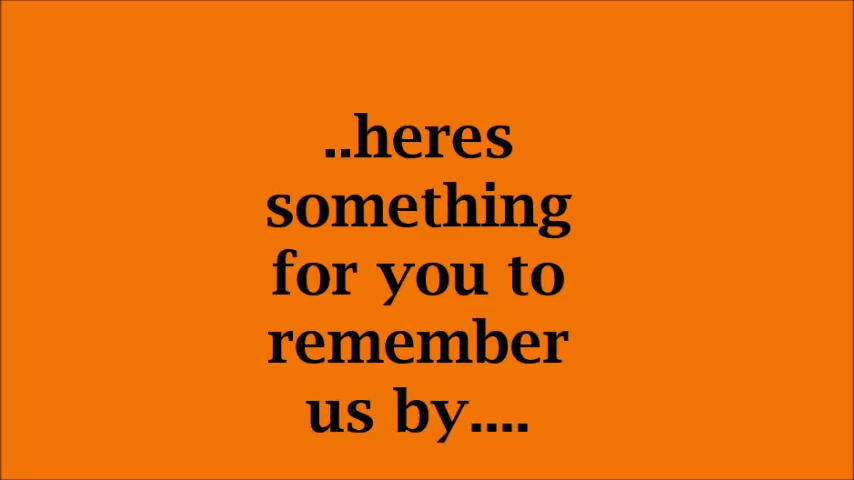 ..heres
something
for you to
remember
us by....